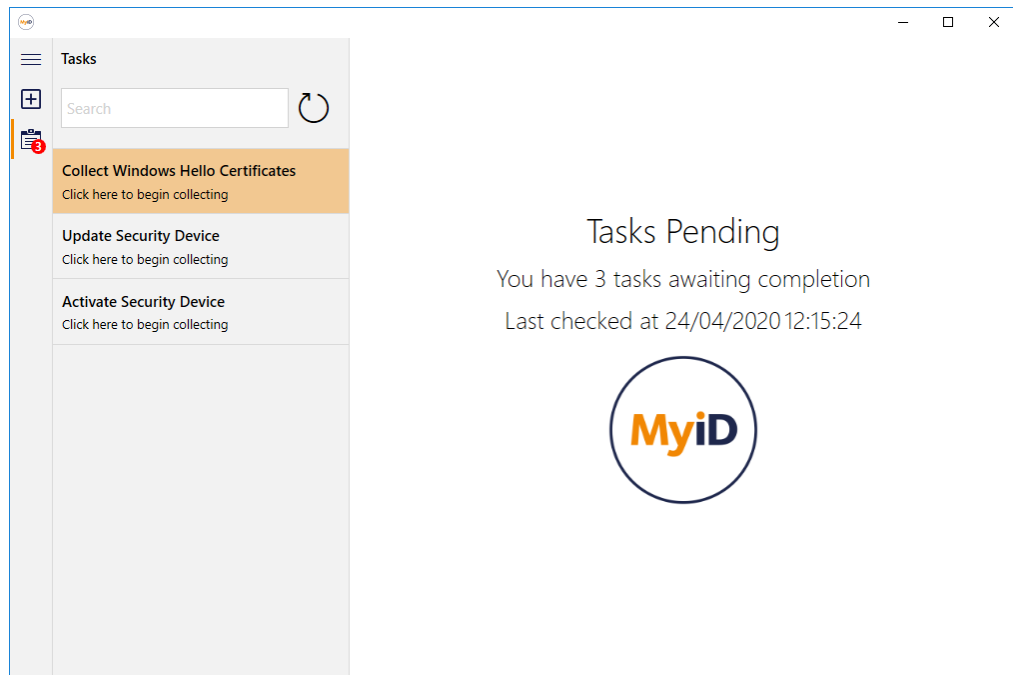 MyiD
Tasks
Search
3
Collect Windows Hello Certificates
Click here to begin collecting
Update Security Device
Click here to begin collecting
Activate Security Device
Click here to begin collecting
Tasks Pending
You have 3 tasks awaiting completion
Last checked at 24/04/2020 12:15:24
MyiD